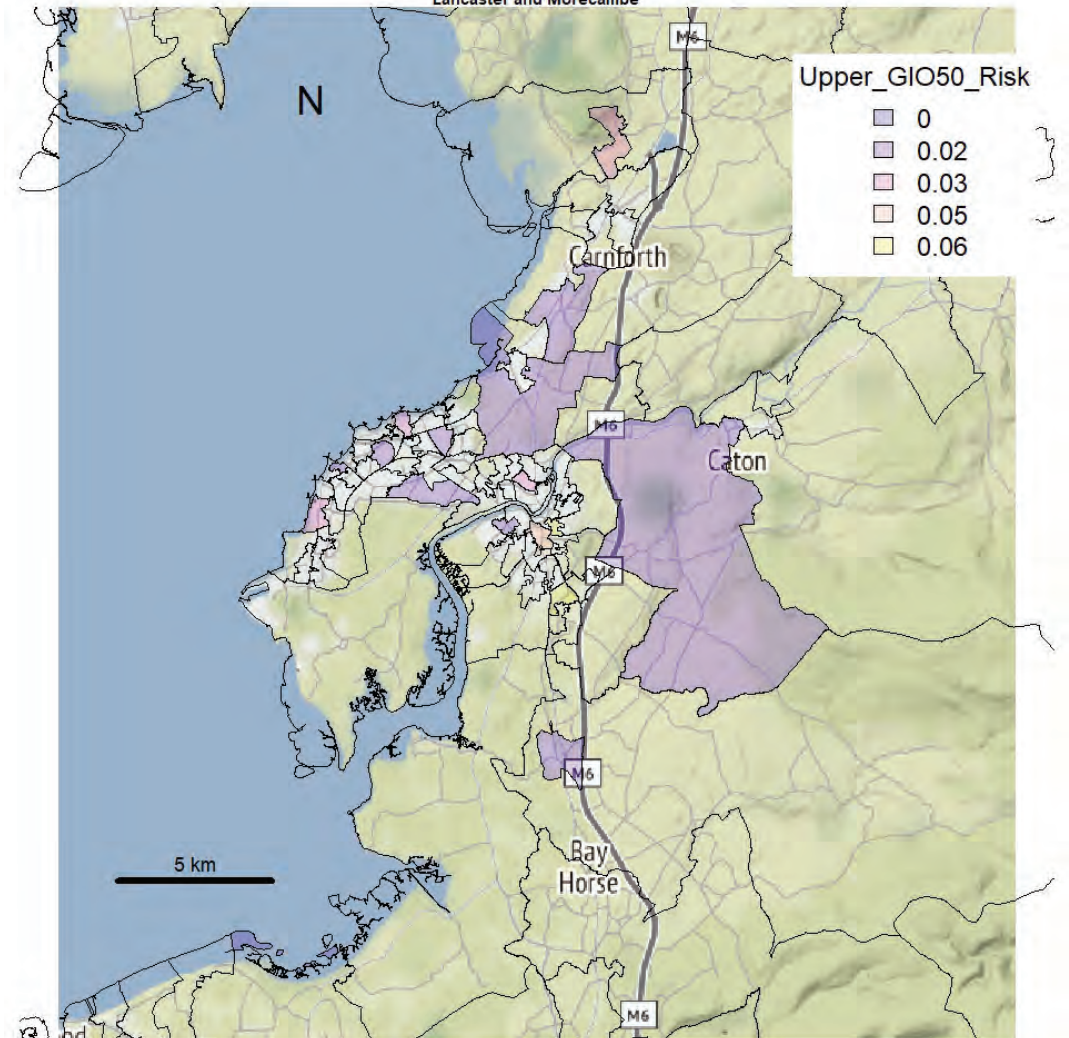 Lancaster and Morecambe
M6
N
Upper_GIO50_Risk
0
0.02
0.03
0.05
0.06
Carnforth
M6
Caton
M6
M6
Bay
Horse
5 km
M6